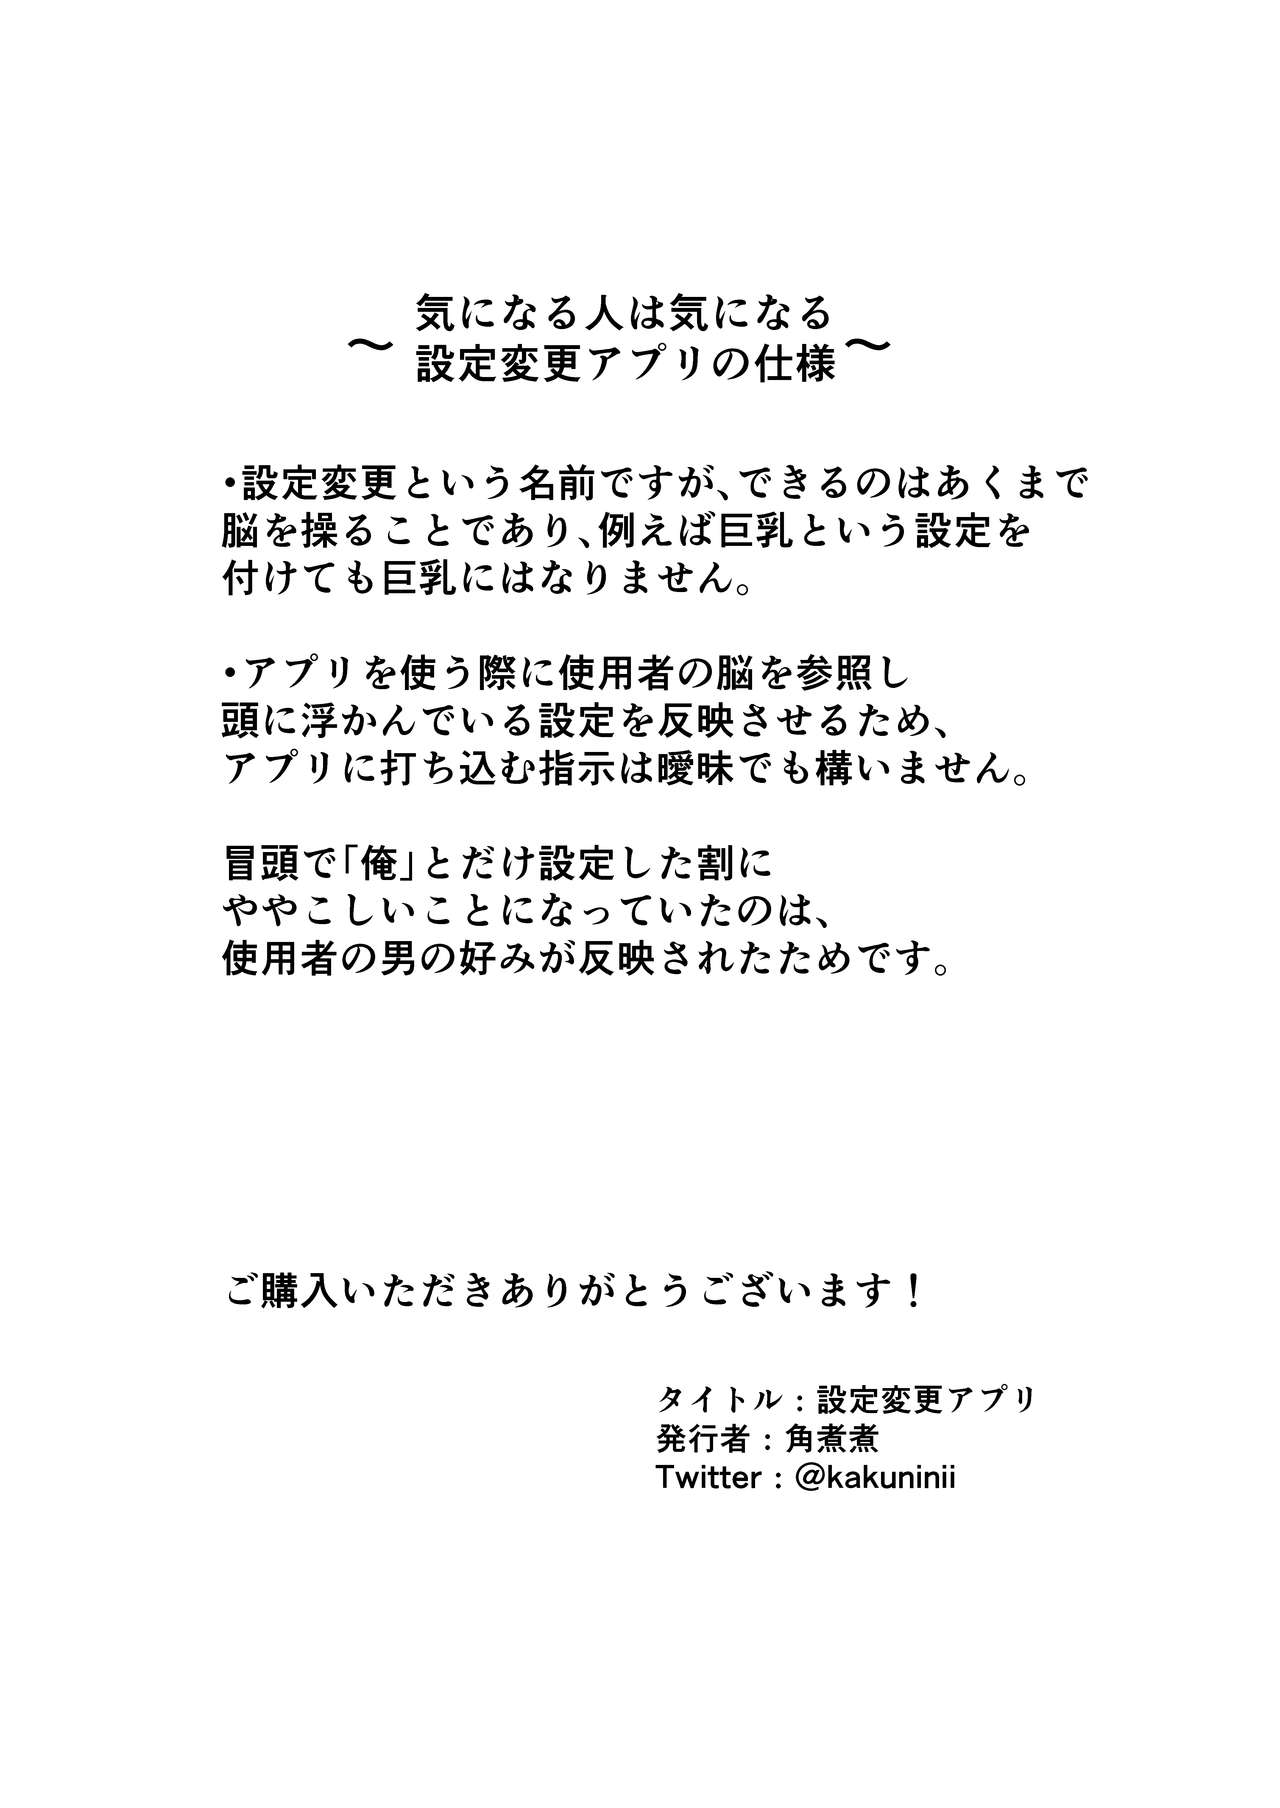 気になる人は気になる
～設定変更アプリの仕様～
・設定変更という名前ですが、できるのはあくまで
脳を操ることであり、例えば巨乳という設定を
付けても巨乳にはなりません。
・アプリを使う際に使用者の脳を参照し
頭に浮かんでいる設定を反映させるため、
アプリに打ち込む指示は曖昧でも構いません。
冒頭で「俺」とだけ設定した割に
ややこしいことになっていたのは、
使用者の男の好みが反映されたためです。
ご購入いただきありがとうございます！
タイトル：設定変更アプリ
発行者：角煮煮
Twitter：@kakuninii